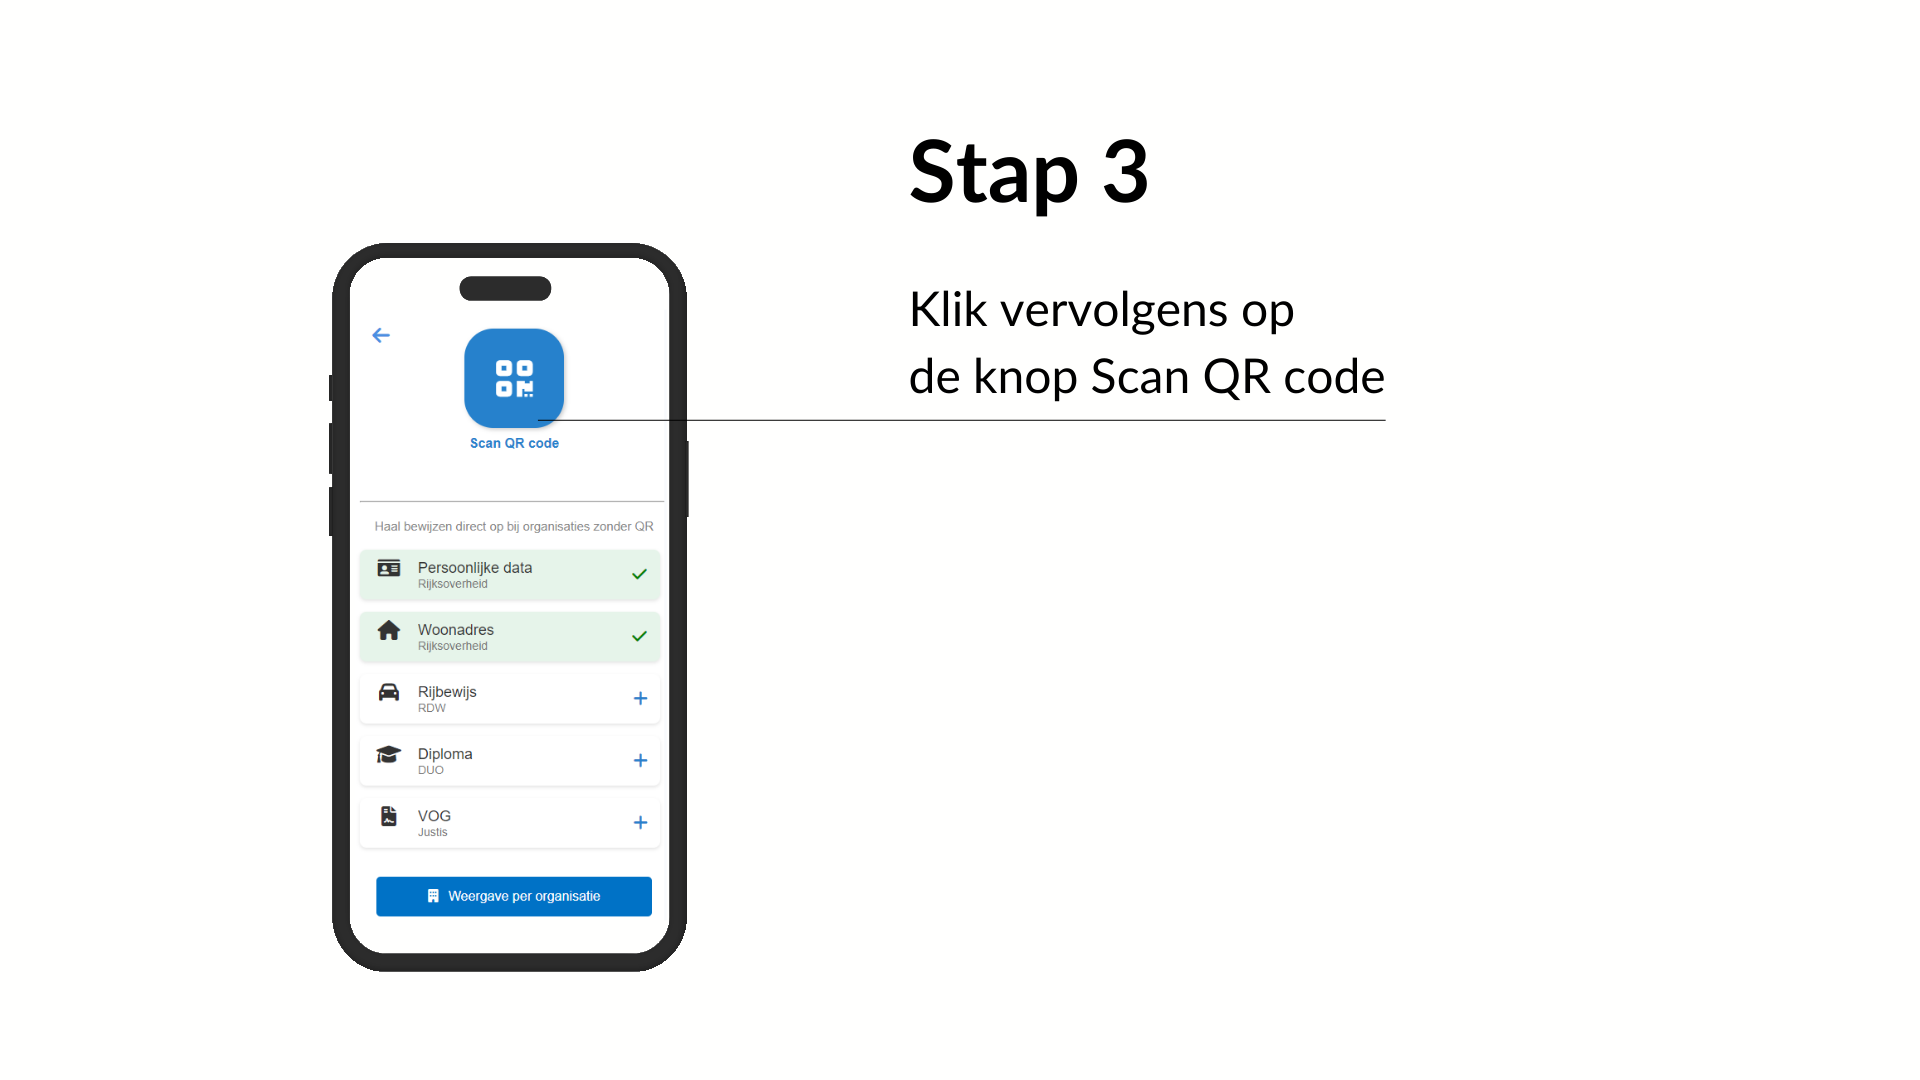 Stap 3
Klik vervolgens op
de knop Scan QR code
Scan QR code
Haal bewijzen direct op bij organisaties zonder QR
Persoonlijke data
Rijksoverheid
Woonadres
Rijksoverheid
Rijbewijs
RDW
Diploma
DUO
VOG
Justis
Weergave per organisatie